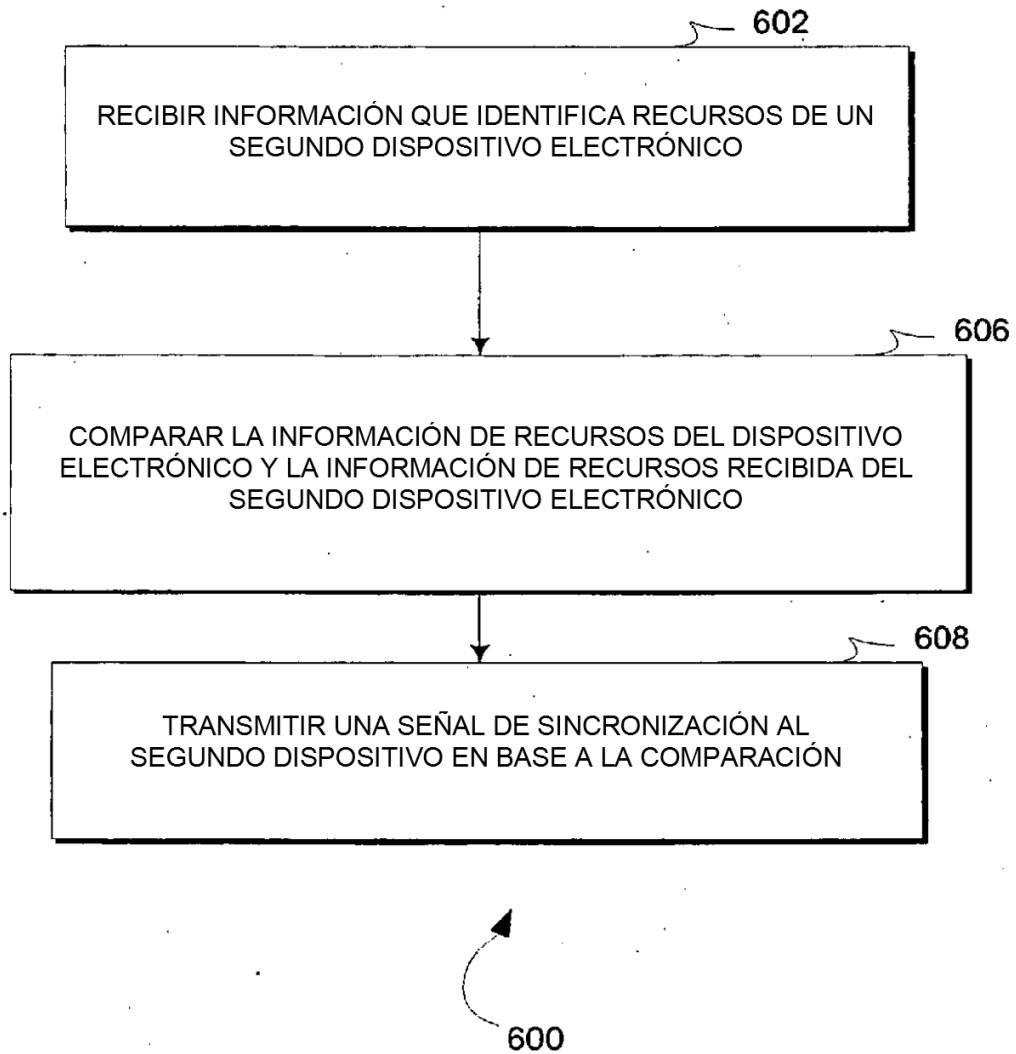 602
RECIBIR INFORMACIÓN QUE IDENTIFICA RECURSOS DE UN
SEGUNDO DISPOSITIVO ELECTRÓNICO
606
COMPARAR LA INFORMACIÓN DE RECURSOS DEL DISPOSITIVO
ELECTRÓNICO Y LA INFORMACIÓN DE RECURSOS RECIBIDA DEL
SEGUNDO DISPOSITIVO ELECTRÓNICO
608
TRANSMITIR UNA SEÑAL DE SINCRONIZACIÓN AL
SEGUNDO DISPOSITIVO EN BASE A LA COMPARACIÓN
600